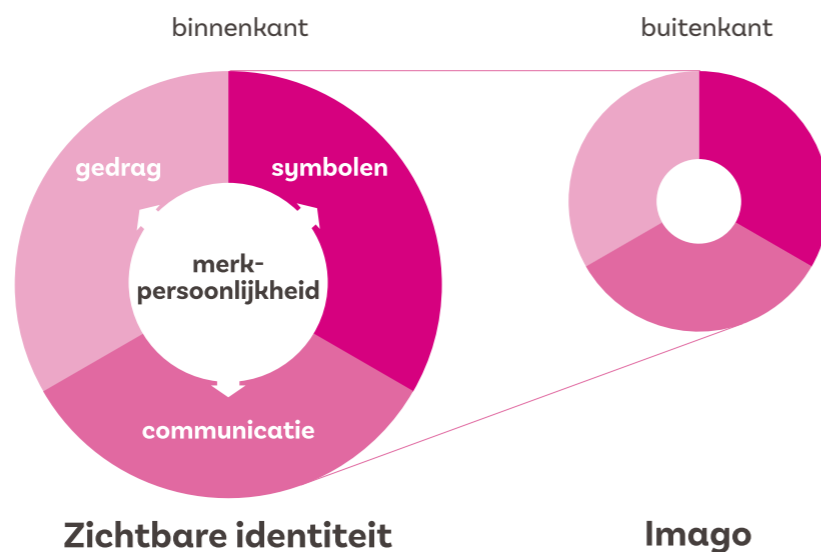 binnenkant
buitenkant
gedrag
symbolen
merk-
persoonlijkheid
communicatie
Zichtbare identiteit
Imago